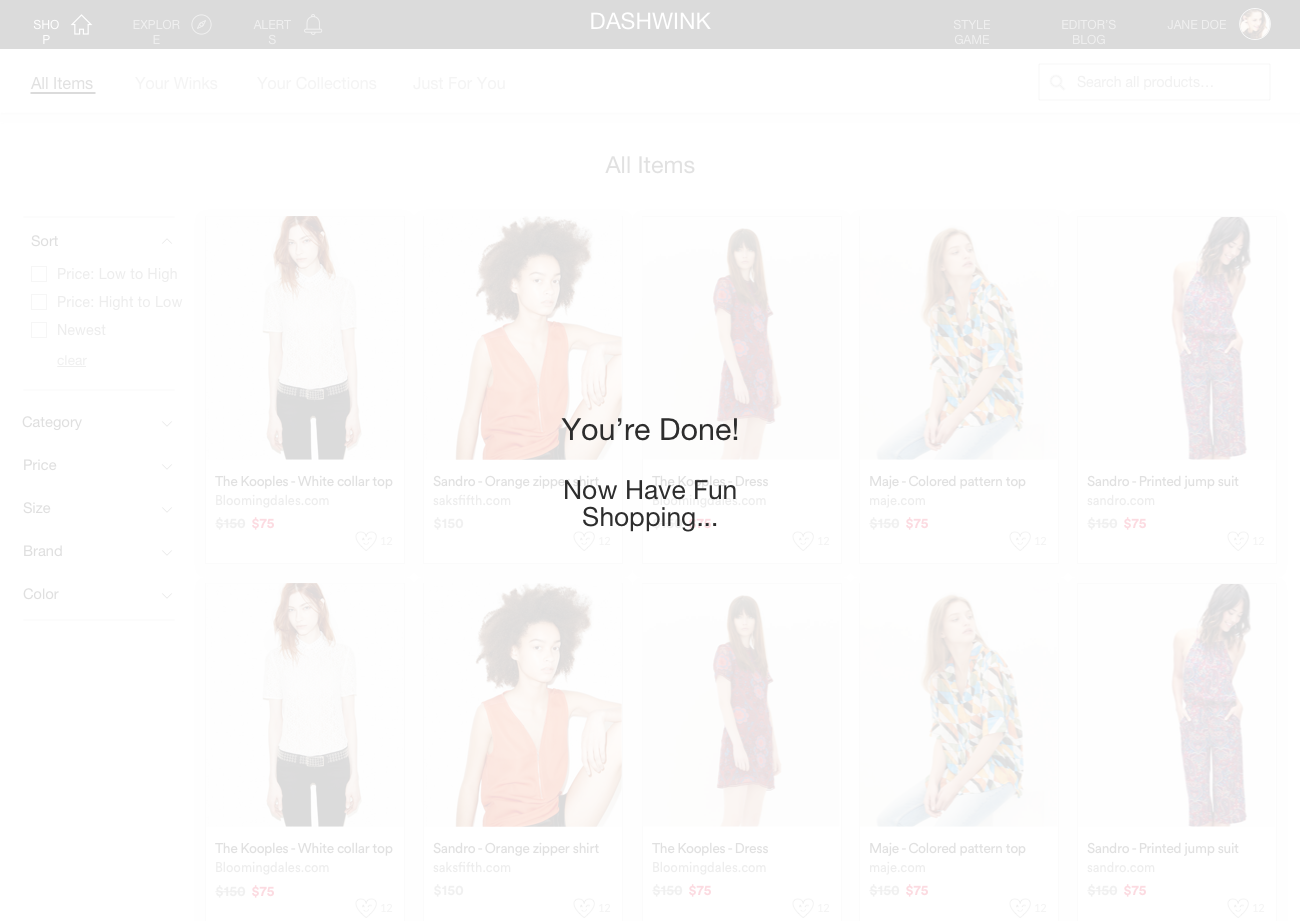 SHO
P
EXPLOR
E
ALERT
S
DASHWINK
STYLE
GAME
EDITOR'S
BLOG
JANE DOE
All Items
Your Winks
Your Collections
Just For You
Search all products...
All Items
Sort
Price: Low to High
Price: Hight to Low
Newest
clear
Category
Price
Size
Brand
Color
You’re Done!
Now Have Fun
Shopping...
The Kooples - White collar top
Bloomingdales.com
$150 $75
12
Sandro - Orange zipper shirt
saksfifth.com
$150
12
The Kooples - Dress
Bloomingdales.com
12
Maje - Colored pattern top
maje.com
$150 $75
12
Sandro - Printed jump suit
sandro.com
$150 $75
12
The Kooples - White collar top
Bloomingdales.com
$150 $75
12
Sandro - Orange zipper shirt
saksfifth.com
$150
12
The Kooples - Dress
Bloomingdales.com
$150 $75
12
Maje - Colored pattern top
maje.com
$150 $75
12
Sandro - Printed jump suit
sandro.com
$150 $75
12